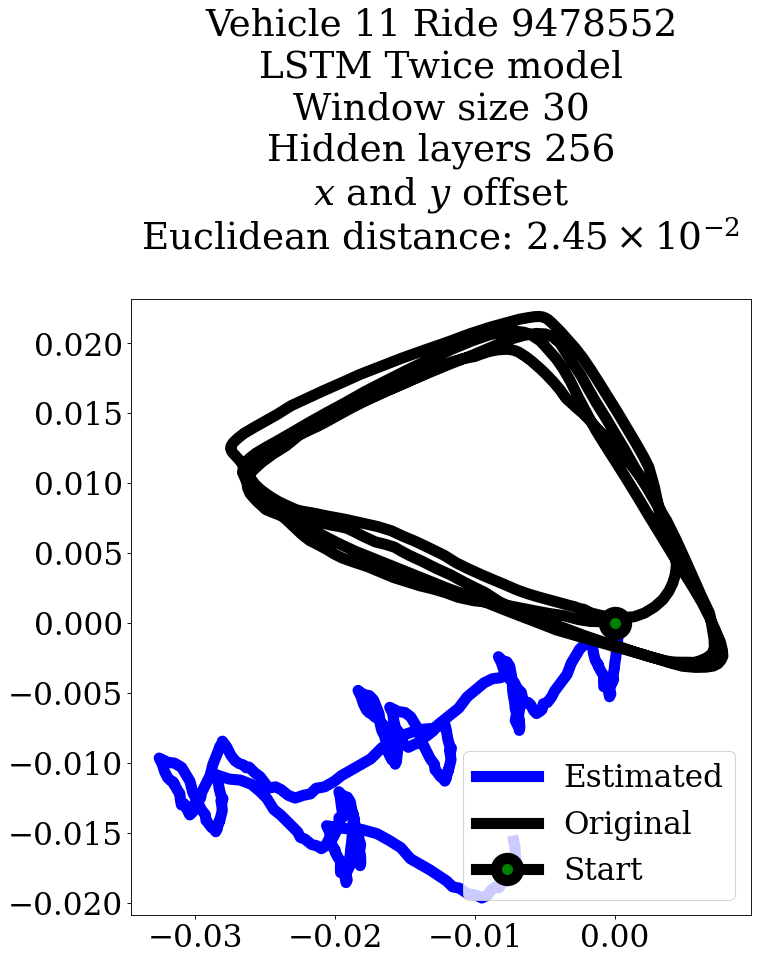 Vehicle 11 Ride 9478552
LSTM Twice model
Window size 30
Hidden layers 256
x and y offset
Euclidean distance: 2.45 × 10⁻²
0.020
0.015
0.010
0.005
0.000
−0.005
−0.010
−0.015
−0.020
Estimated
Original
Start
−0.03 −0.02 −0.01 0.00